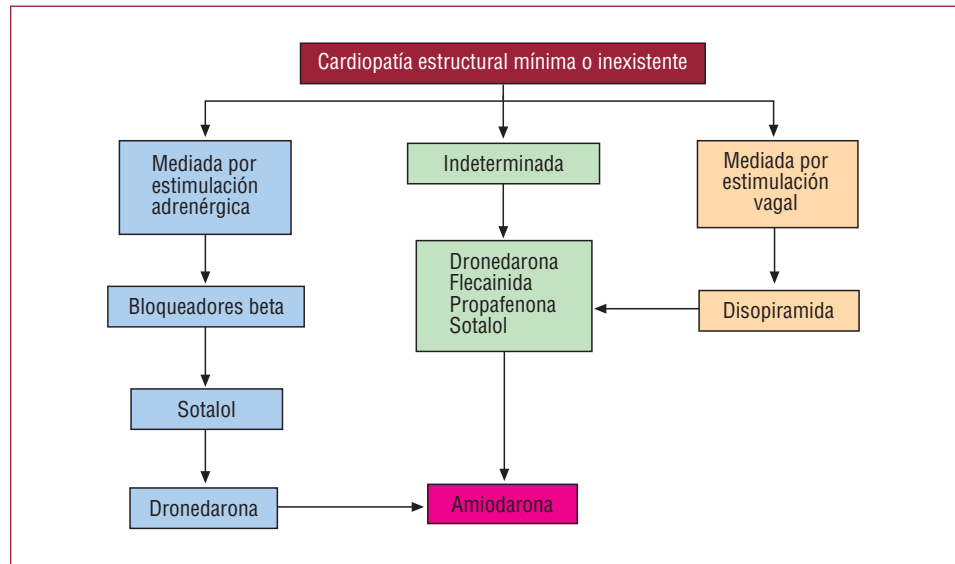 Cardiopatía estructural mínima o inexistente
Mediada por
estimulación
adrenérgica
Indeterminada
Mediada por
estimulación
vagal
Bloqueadores beta
Dronedarona
Flecainida
Propafenona
Sotalol
Disopiramida
Sotalol
Dronedarona
Amiodarona